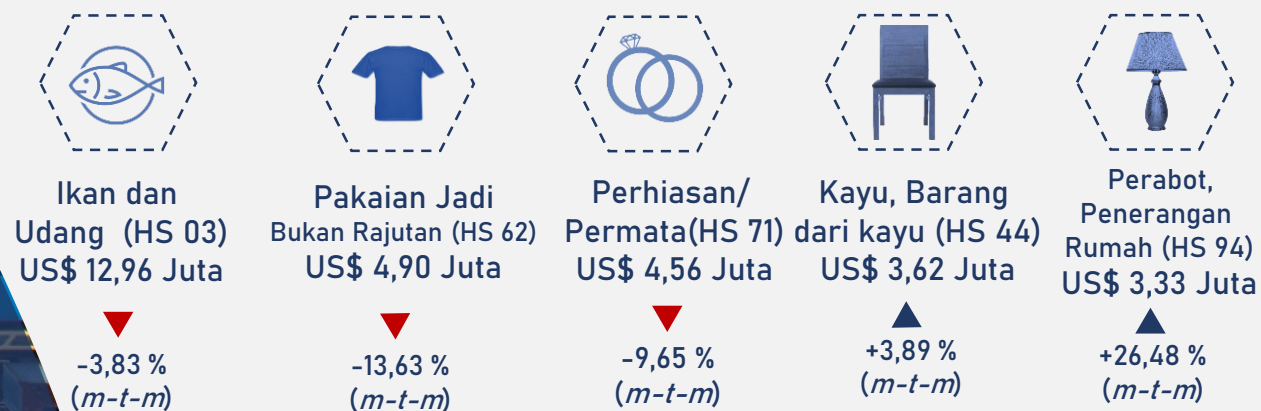 Ikan dan
Udang (HS 03)
US$ 12,96 Juta
-3,83 %
(m-t-m)
Pakaian Jadi
Bukan Rajutan (HS 62)
US$ 4,90 Juta
-13,63 %
(m-t-m)
Perhiasan/
Permata(HS 71)
US$ 4,56 Juta
-9,65 %
(m-t-m)
Kayu, Barang
dari kayu (HS 44)
US$ 3,62 Juta
+3,89 %
(m-t-m)
Perabot,
Penerangan
Rumah (HS 94)
US$ 3,33 Juta
+26,48 %
(m-t-m)